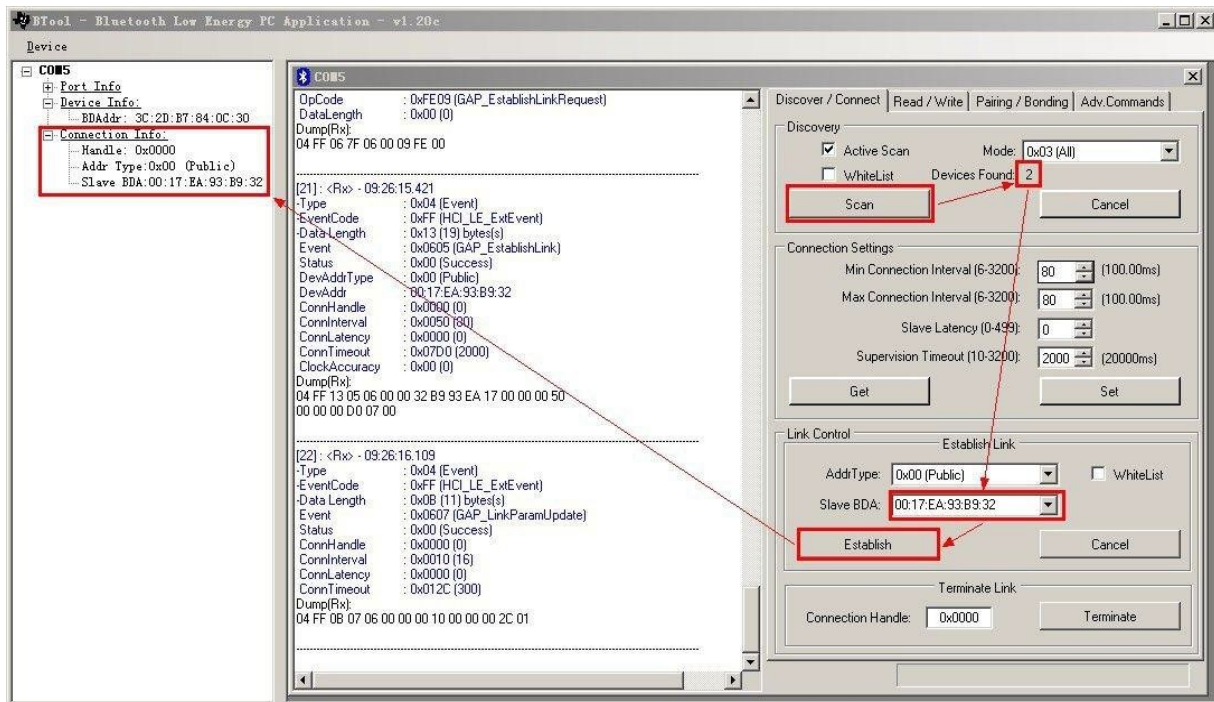 BTool - Bluetooth Low Energy PC Application - v1.20c
Device
COM5
Port Info
Device Info:
BDAddr: 3C:2D:B7:84:0C:30
Connection Info:
Handle: 0x0000
Addr Type:0x00 (Public)
Slave BDA:00:17:EA:93:B9:32
COM5
OpCode : 0xFE09 (GAP_EstablishLinkRequest)
DataLength : 0x00 (0)
Dump(Rx):
04 FF 06 7F 06 00 09 FE 00
[21] : <Rx> - 09:26:15.421
-Type : 0x04 (Event)
-EventCode : 0xFF (HCI_LE_ExtEvent)
-Data Length : 0x13 (19) bytes(s)
Event : 0x0605 (GAP_EstablishLink)
Status : 0x00 (Success)
DevAddrType : 0x00 (Public)
DevAddr : 00:17:EA:93:B9:32
ConnHandle : 0x0000 (0)
ConnInterval : 0x0050 (80)
ConnLatency : 0x0000 (0)
ConnTimeout : 0x07D0 (2000)
ClockAccuracy : 0x00 (0)
Dump(Rx):
04 FF 13 05 06 00 00 32 B9 93 EA 17 00 00 00 50
00 00 00 D0 07 00
[22] : <Rx> - 09:26:16.109
-Type : 0x04 (Event)
-EventCode : 0xFF (HCI_LE_ExtEvent)
-Data Length : 0x0B (11) bytes(s)
Event : 0x0607 (GAP_LinkParamUpdate)
Status : 0x00 (Success)
ConnHandle : 0x0000 (0)
ConnInterval : 0x0010 (16)
ConnLatency : 0x0000 (0)
ConnTimeout : 0x012C (300)
Dump(Rx):
04 FF 0B 07 06 00 00 00 10 00 00 00 2C 01
Discover / Connect Read / Write Pairing / Bonding Adv.Commands
Discovery
Active Scan Mode: 0x03 (All)
WhiteList Devices Found: 2
Scan Cancel
Connection Settings
Min Connection Interval (6-3200): 80 (100.00ms)
Max Connection Interval (6-3200): 80 (100.00ms)
Slave Latency (0-499): 0
Supervision Timeout (10-3200): 2000 (20000ms)
Get Set
Link Control
Establish Link
AddrType: 0x00 (Public) WhiteList
Slave BDA: 00:17:EA:93:B9:32
Establish Cancel
Terminate Link
Connection Handle: 0x0000 Terminate